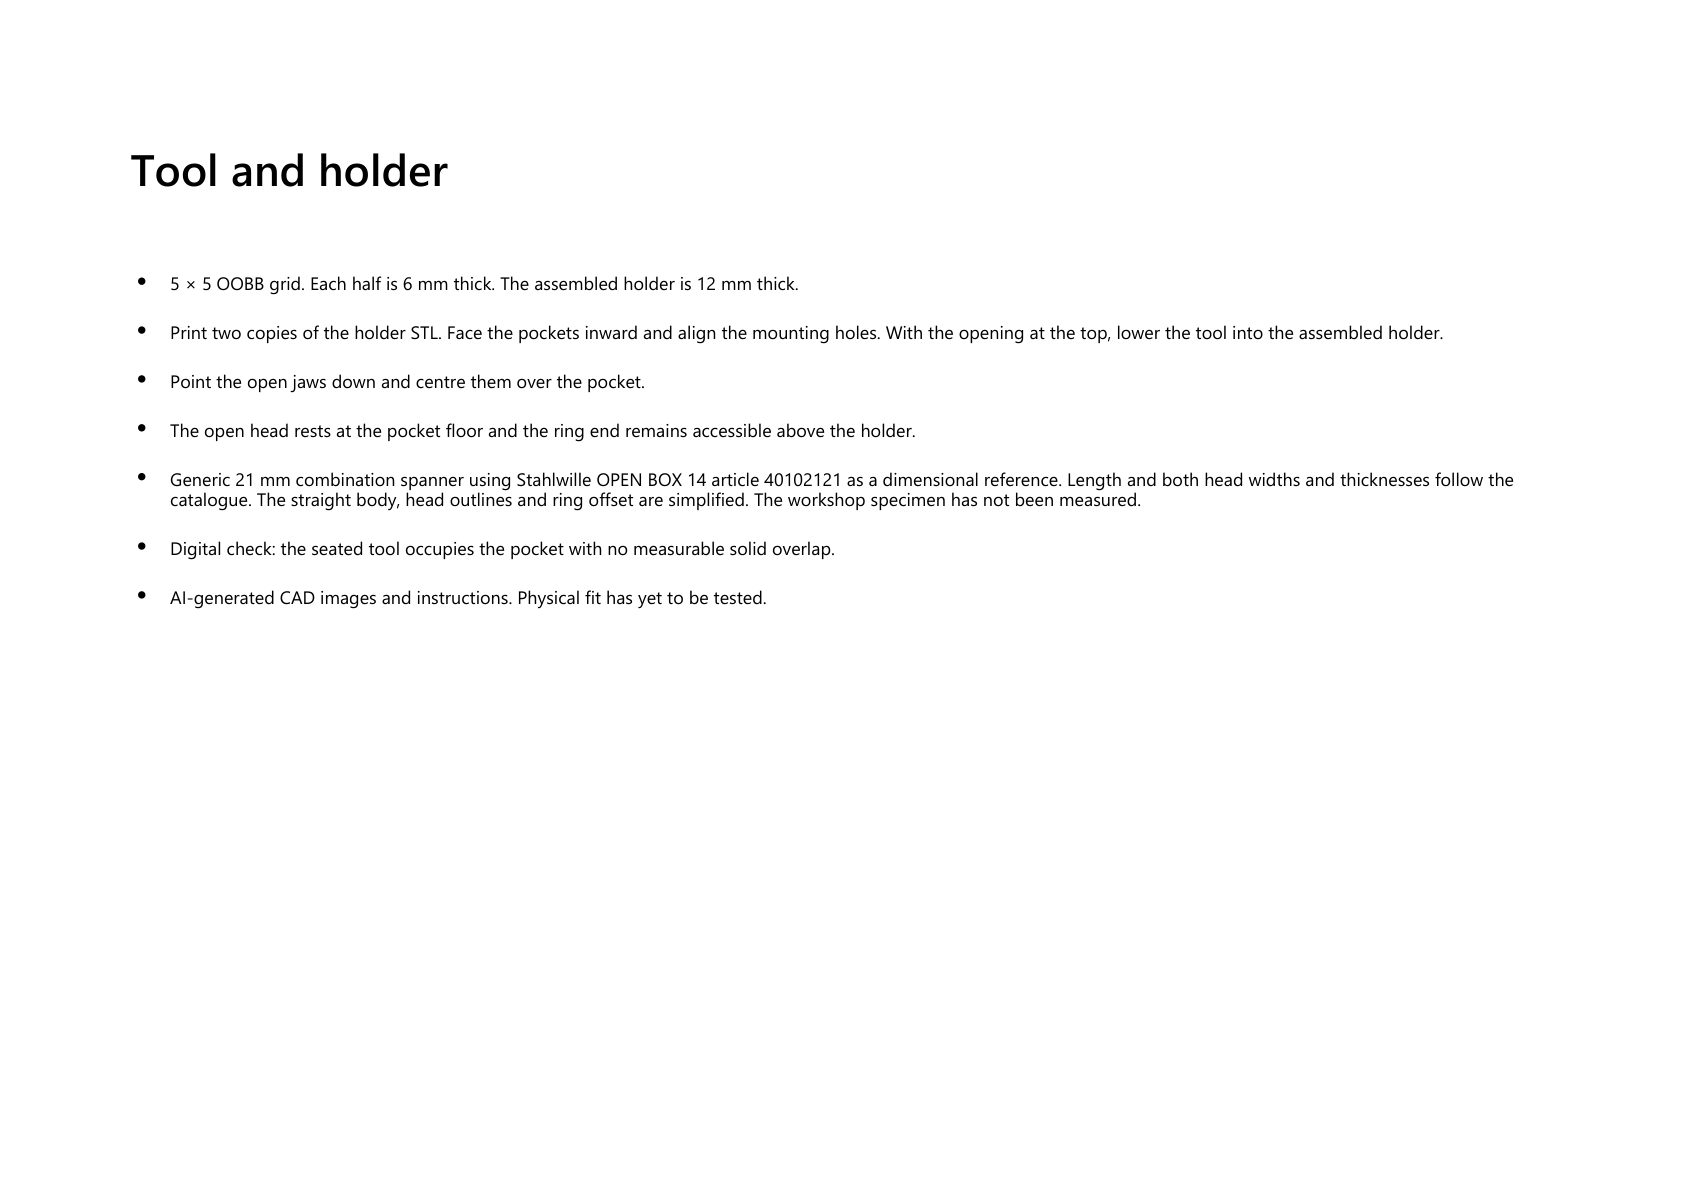 Tool and holder
• 5 × 5 OOBB grid. Each half is 6 mm thick. The assembled holder is 12 mm thick.
• Print two copies of the holder STL. Face the pockets inward and align the mounting holes. With the opening at the top, lower the tool into the assembled holder.
• Point the open jaws down and centre them over the pocket.
• The open head rests at the pocket floor and the ring end remains accessible above the holder.
• Generic 21 mm combination spanner using Stahlwille OPEN BOX 14 article 40102121 as a dimensional reference. Length and both head widths and thicknesses follow the
catalogue. The straight body, head outlines and ring offset are simplified. The workshop specimen has not been measured.
• Digital check: the seated tool occupies the pocket with no measurable solid overlap.
• AI-generated CAD images and instructions. Physical fit has yet to be tested.